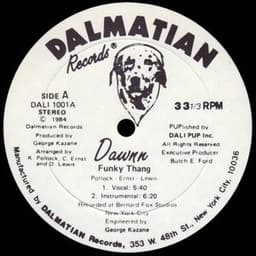 DALMATIAN
Records®
SIDE A
DALI 1001A
STEREO
℗ 1984
Dalmatian Records
Produced by
George Kazane
Arranged by
K. Pollock, C. Ernst
and D. Lewis
33 1/3 RPM
PUPlished by
DALI PUP Inc.
All Rights Reserved
Executive Producer
Butch E. Ford
Dawnn
Funky Thang
Pollock - Ernst - Lewis
1. Vocal: 5:40
2. Instrumental: 6:20
Recorded at Bernard Fox Studios
New York City
Engineered by:
George Kazane
Mfd. by DALMATIAN Records, 353 W. 48th St., New York City, 10036